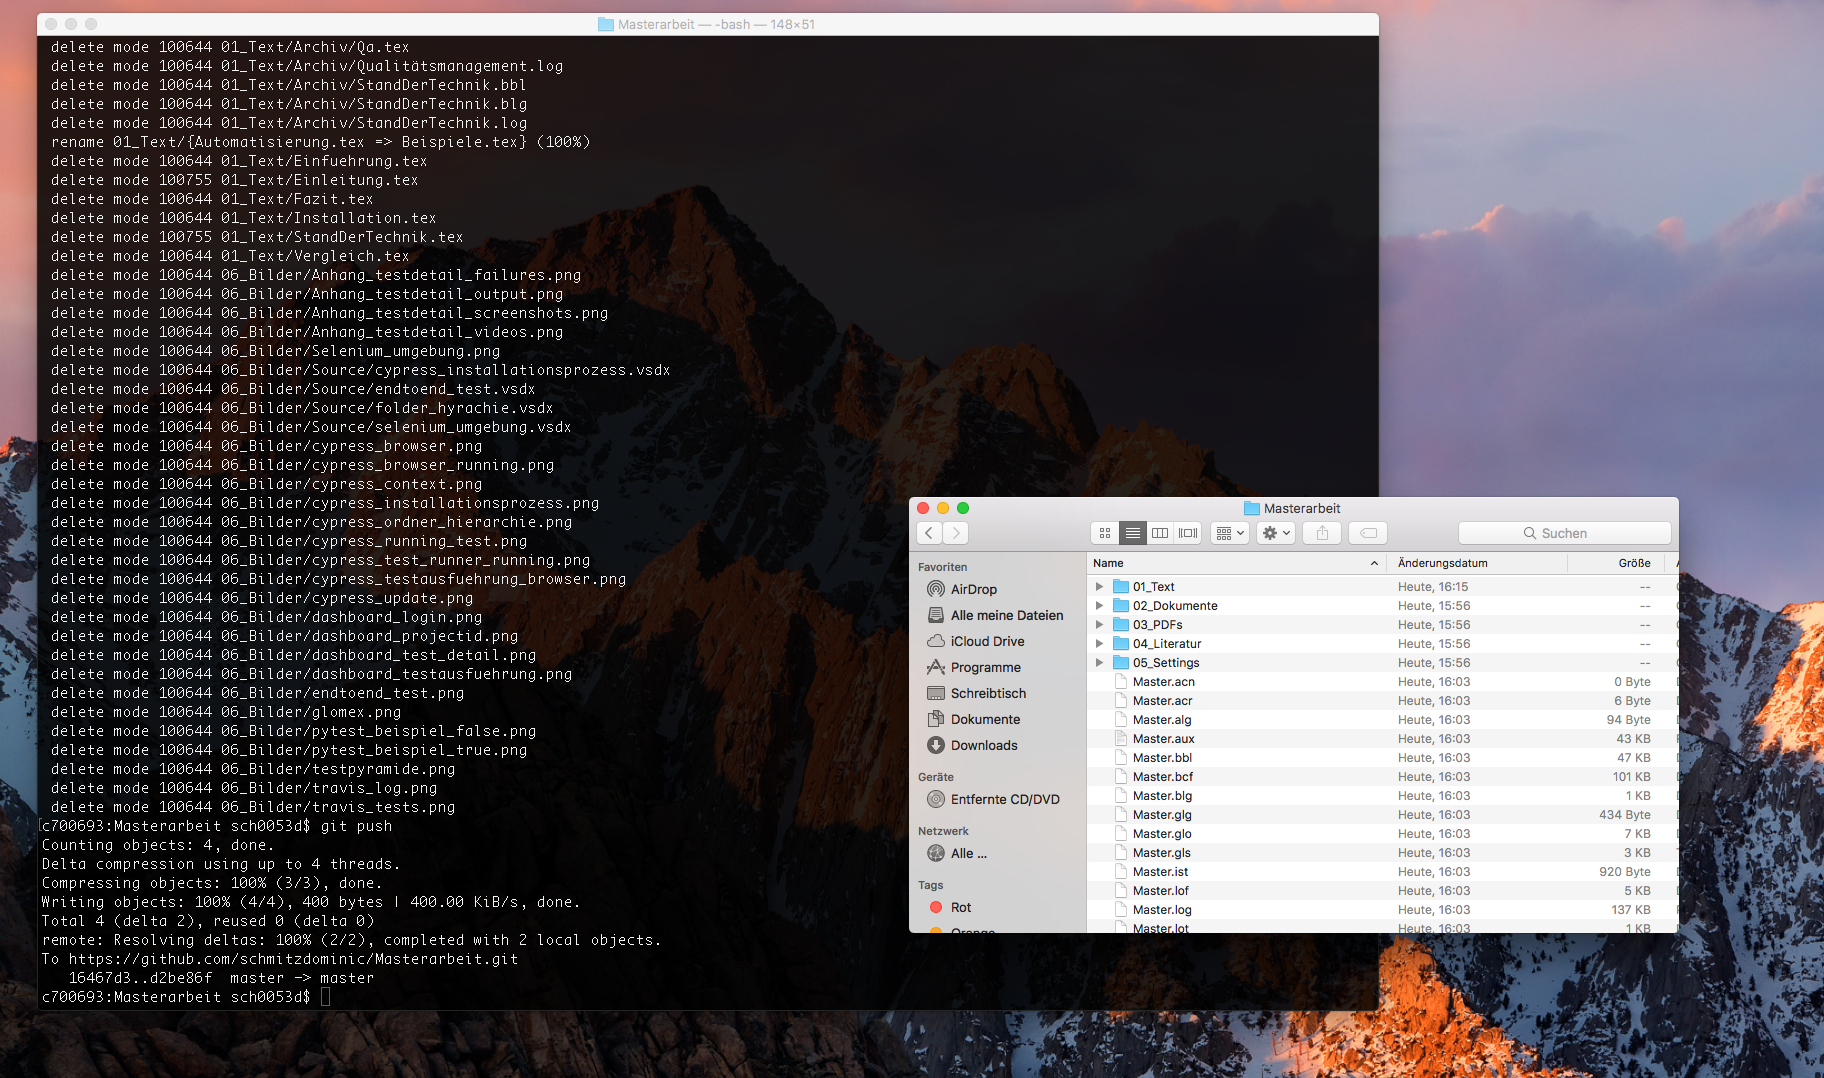 Masterarbeit — -bash — 148×51
delete mode 100644 01_Text/Archiv/Qa.tex
delete mode 100644 01_Text/Archiv/Qualitätsmanagement.log
delete mode 100644 01_Text/Archiv/StandDerTechnik.bbl
delete mode 100644 01_Text/Archiv/StandDerTechnik.blg
delete mode 100644 01_Text/Archiv/StandDerTechnik.log
rename 01_Text/{Automatisierung.tex => Beispiele.tex} (100%)
delete mode 100644 01_Text/Einfuehrung.tex
delete mode 100755 01_Text/Einleitung.tex
delete mode 100644 01_Text/Fazit.tex
delete mode 100644 01_Text/Installation.tex
delete mode 100755 01_Text/StandDerTechnik.tex
delete mode 100644 01_Text/Vergleich.tex
delete mode 100644 06_Bilder/Anhang_testdetail_failures.png
delete mode 100644 06_Bilder/Anhang_testdetail_output.png
delete mode 100644 06_Bilder/Anhang_testdetail_screenshots.png
delete mode 100644 06_Bilder/Anhang_testdetail_videos.png
delete mode 100644 06_Bilder/Selenium_umgebung.png
delete mode 100644 06_Bilder/Source/cypress_installationsprozess.vsdx
delete mode 100644 06_Bilder/Source/endtoend_test.vsdx
delete mode 100644 06_Bilder/Source/folder_hyrachie.vsdx
delete mode 100644 06_Bilder/Source/selenium_umgebung.vsdx
delete mode 100644 06_Bilder/cypress_browser.png
delete mode 100644 06_Bilder/cypress_browser_running.png
delete mode 100644 06_Bilder/cypress_context.png
delete mode 100644 06_Bilder/cypress_installationsprozess.png
delete mode 100644 06_Bilder/cypress_ordner_hierarchie.png
delete mode 100644 06_Bilder/cypress_running_test.png
delete mode 100644 06_Bilder/cypress_test_runner_running.png
delete mode 100644 06_Bilder/cypress_testausfuehrung_browser.png
delete mode 100644 06_Bilder/cypress_update.png
delete mode 100644 06_Bilder/dashboard_login.png
delete mode 100644 06_Bilder/dashboard_projectid.png
delete mode 100644 06_Bilder/dashboard_test_detail.png
delete mode 100644 06_Bilder/dashboard_testausfuehrung.png
delete mode 100644 06_Bilder/endtoend_test.png
delete mode 100644 06_Bilder/glomex.png
delete mode 100644 06_Bilder/pytest_beispiel_false.png
delete mode 100644 06_Bilder/pytest_beispiel_true.png
delete mode 100644 06_Bilder/testpyramide.png
delete mode 100644 06_Bilder/travis_log.png
delete mode 100644 06_Bilder/travis_tests.png
[c700693:Masterarbeit sch0053d$ git push
Counting objects: 4, done.
Delta compression using up to 4 threads.
Compressing objects: 100% (3/3), done.
Writing objects: 100% (4/4), 400 bytes | 400.00 KiB/s, done.
Total 4 (delta 2), reused 0 (delta 0)
remote: Resolving deltas: 100% (2/2), completed with 2 local objects.
To https://github.com/schmitzdominic/Masterarbeit.git
16467d3..d2be86f master -> master
c700693:Masterarbeit sch0053d$
Masterarbeit
Suchen
Favoriten
AirDrop
Alle meine Dateien
iCloud Drive
Programme
Schreibtisch
Dokumente
Downloads
Geräte
Entfernte CD/DVD
Netzwerk
Alle ...
Tags
Rot
Orange
Name Änderungsdatum Größe
01_Text Heute, 16:15 --
02_Dokumente Heute, 15:56 --
03_PDFs Heute, 15:56 --
04_Literatur Heute, 15:56 --
05_Settings Heute, 15:56 --
Master.acn Heute, 16:03 0 Byte
Master.acr Heute, 16:03 6 Byte
Master.alg Heute, 16:03 94 Byte
Master.aux Heute, 16:03 43 KB
Master.bbl Heute, 16:03 47 KB
Master.bcf Heute, 16:03 101 KB
Master.blg Heute, 16:03 1 KB
Master.glg Heute, 16:03 434 Byte
Master.glo Heute, 16:03 7 KB
Master.gls Heute, 16:03 3 KB
Master.ist Heute, 16:03 920 Byte
Master.lof Heute, 16:03 5 KB
Master.log Heute, 16:03 137 KB
Master.lot Heute, 16:03 1 KB